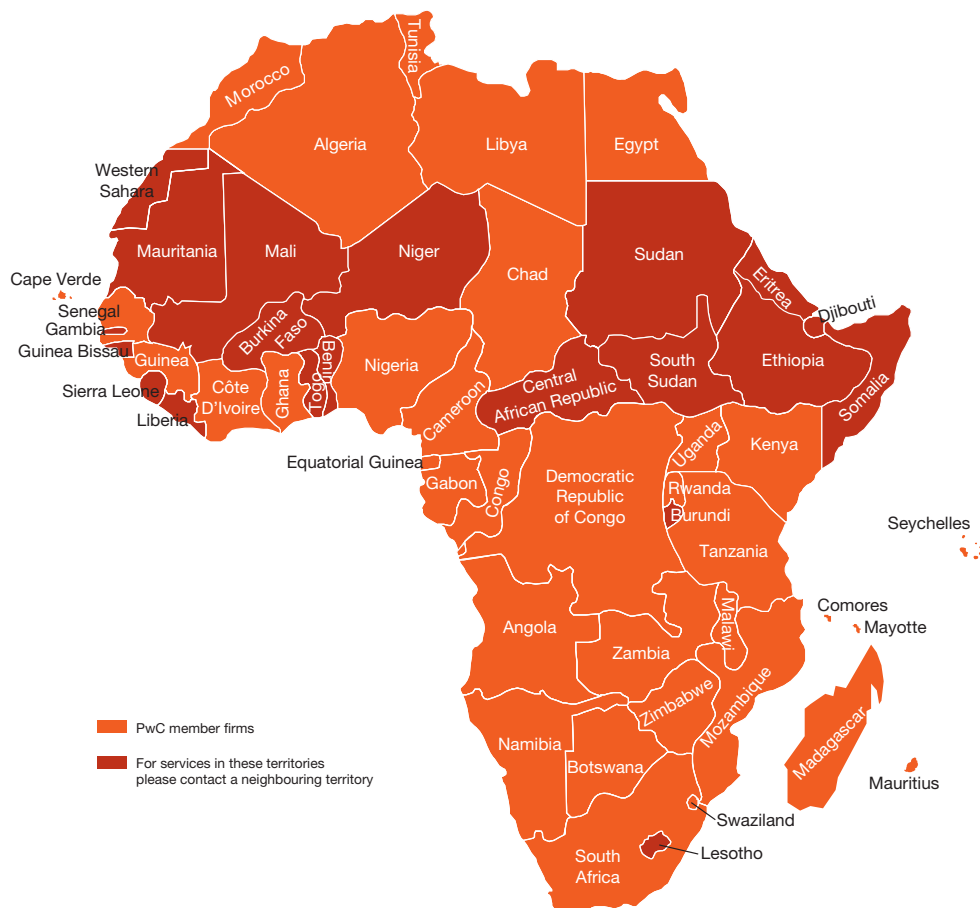 Tunisia
Morocco
Algeria
Libya
Egypt
Western
Sahara
Mauritania
Mali
Niger
Chad
Sudan
Eritrea
Djibouti
Cape Verde
Senegal
Gambia
Guinea Bissau
Guinea
Sierra Leone
Liberia
Côte
D'Ivoire
Burkina
Faso
Ghana
Togo
Benin
Nigeria
Cameroon
Central
African Republic
South
Sudan
Ethiopia
Somalia
Equatorial Guinea
Gabon
Congo
Democratic
Republic
of Congo
Uganda
Kenya
Rwanda
Burundi
Tanzania
Seychelles
Comores
Mayotte
Angola
Zambia
Malawi
Mozambique
Zimbabwe
Madagascar
Mauritius
Namibia
Botswana
Swaziland
Lesotho
South
Africa
PwC member firms
For services in these territories
please contact a neighbouring territory